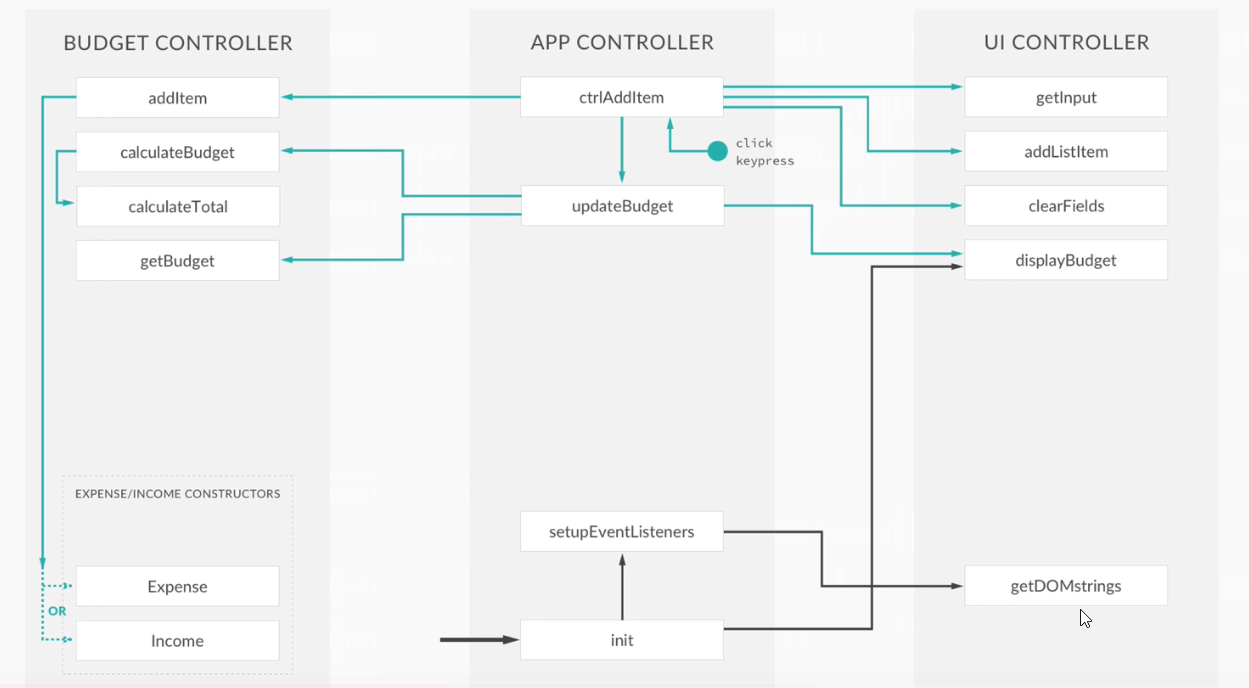 BUDGET CONTROLLER
addItem
calculateBudget
calculateTotal
getBudget
EXPENSE/INCOME CONSTRUCTORS
Expense
OR
Income
APP CONTROLLER
ctrlAddItem
click
keypress
updateBudget
setupEventListeners
init
UI CONTROLLER
getInput
addListItem
clearFields
displayBudget
getDOMstrings